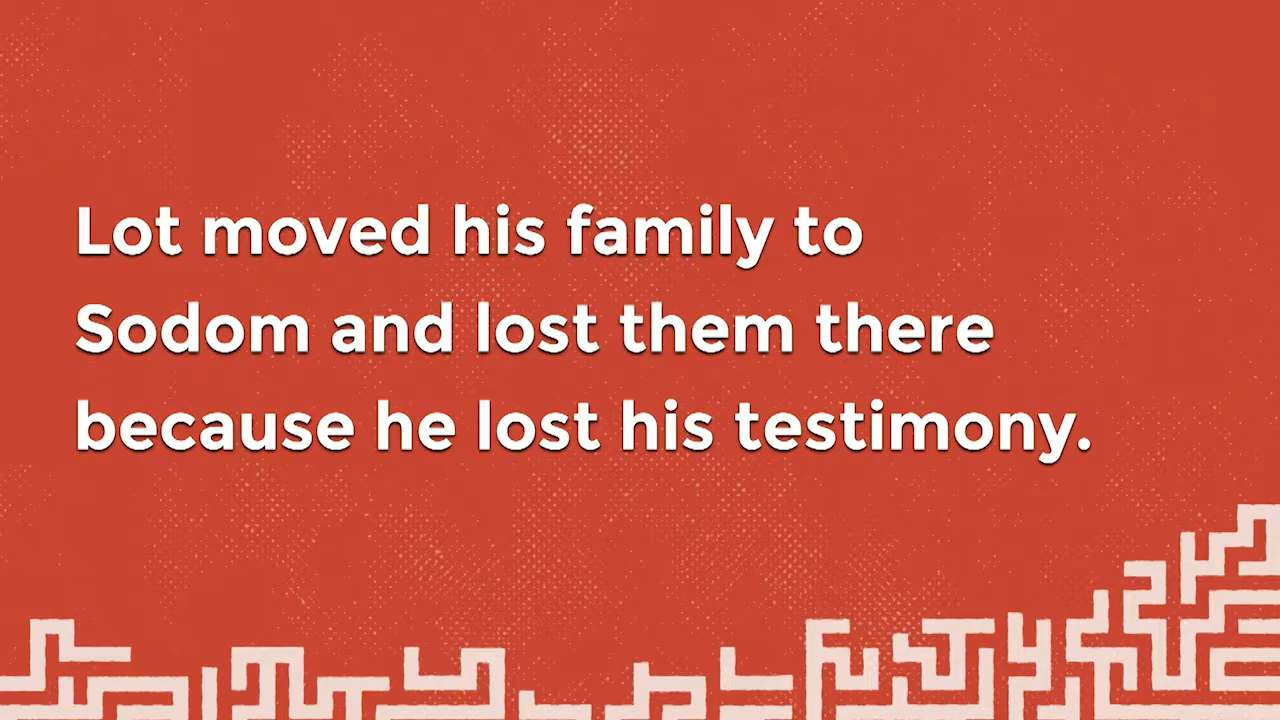 Lot moved his family to
Sodom and lost them there
because he lost his testimony.